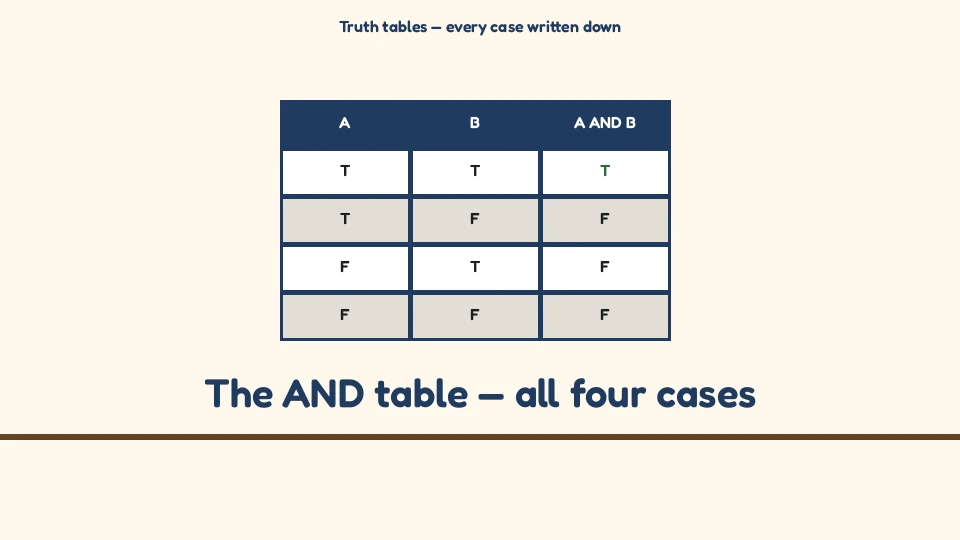 Truth tables — every case written down
A B A AND B
T T T
T F F
F T F
F F F
The AND table — all four cases